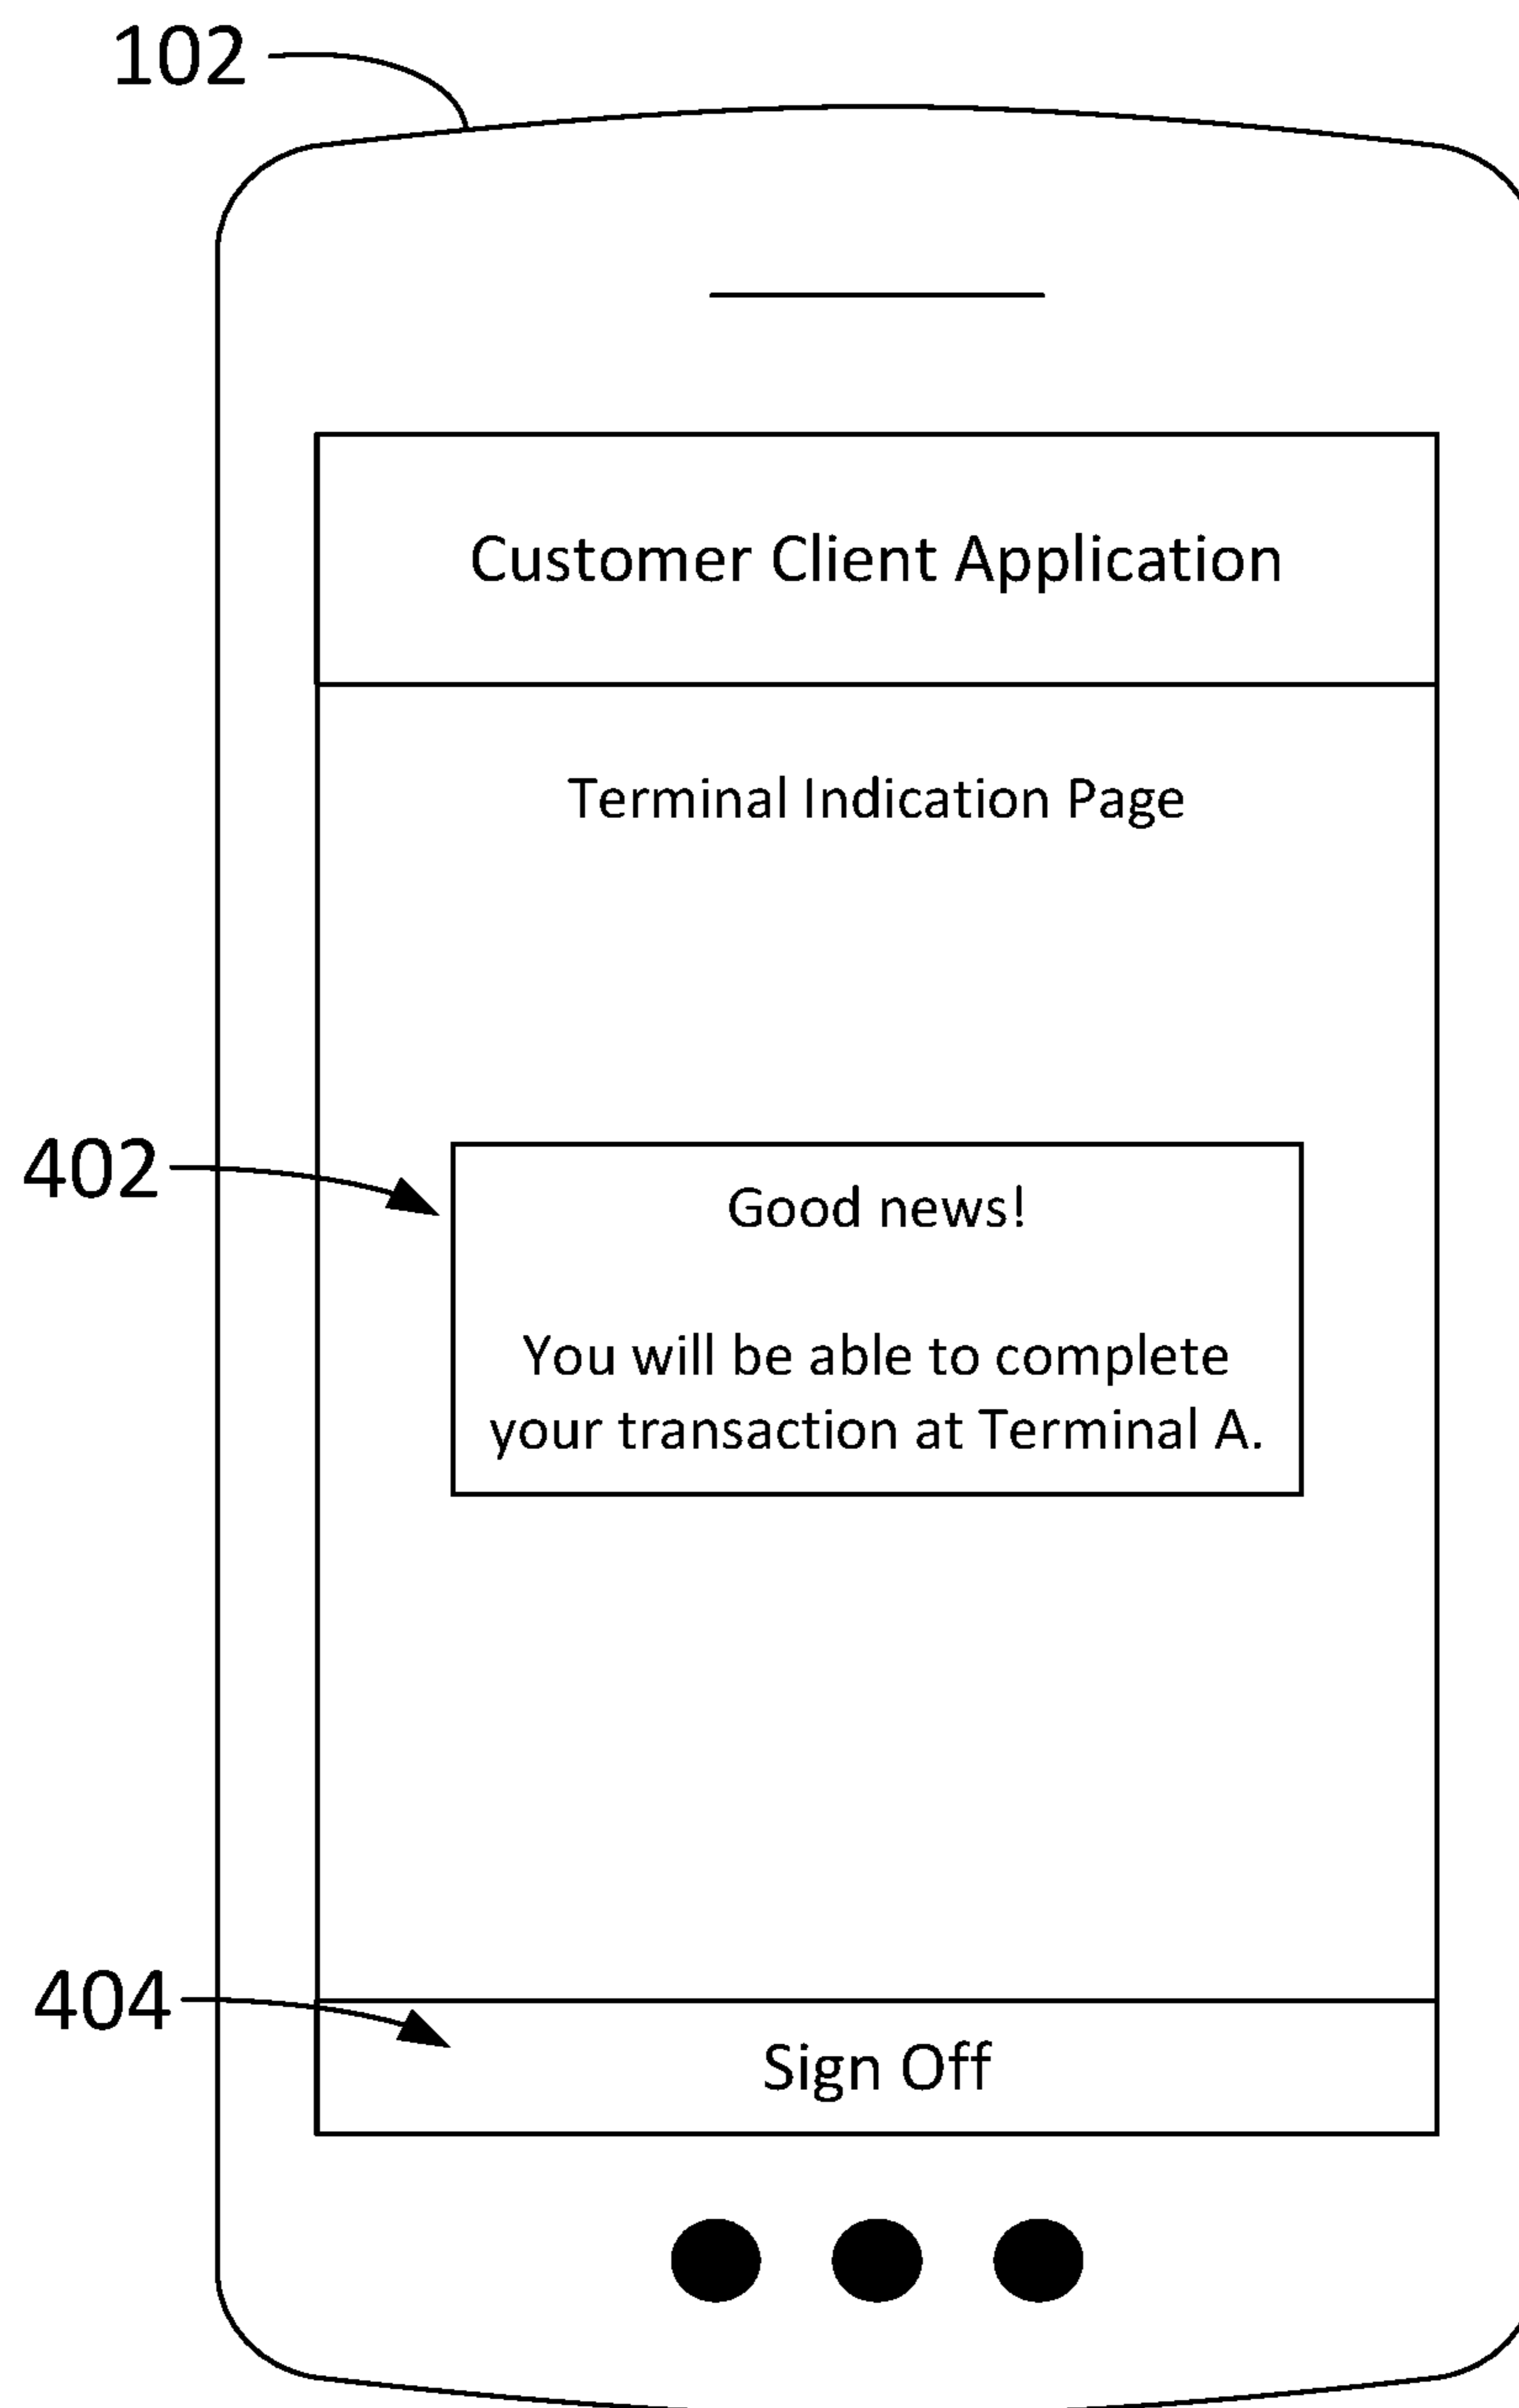 102
Customer Client Application
Terminal Indication Page
402
Good news!
You will be able to complete
your transaction at Terminal A.
404
Sign Off